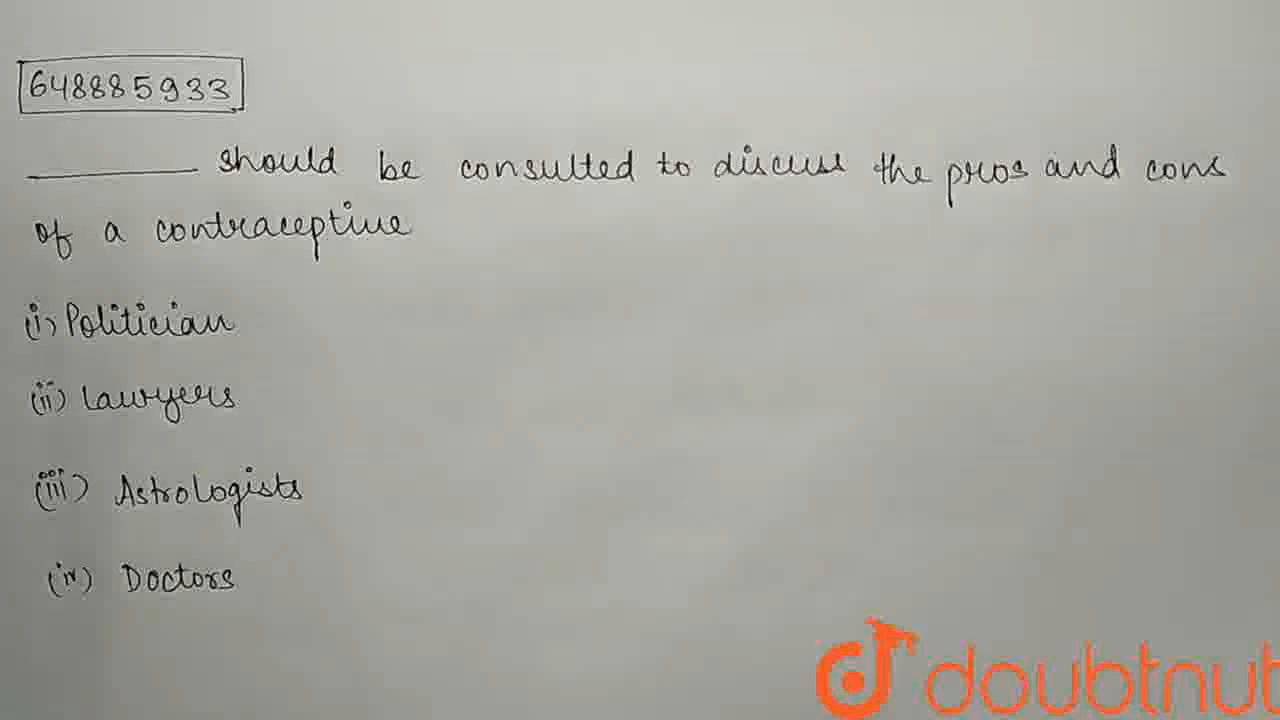 648885933
________ should be consulted to discuss the pros and cons
of a contraceptive
(i) Politician
(ii) Lawyers
(iii) Astrologists
(iv) Doctors
doubtnut